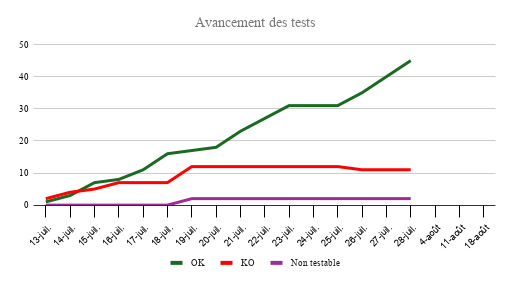 Avancement des tests
50
40
30
20
10
0
13-juil. 14-juil. 15-juil. 16-juil. 17-juil. 18-juil. 19-juil. 20-juil. 21-juil. 22-juil. 23-juil. 24-juil. 25-juil. 26-juil. 27-juil. 28-juil. 4-août 11-août 18-août
OK KO Non testable